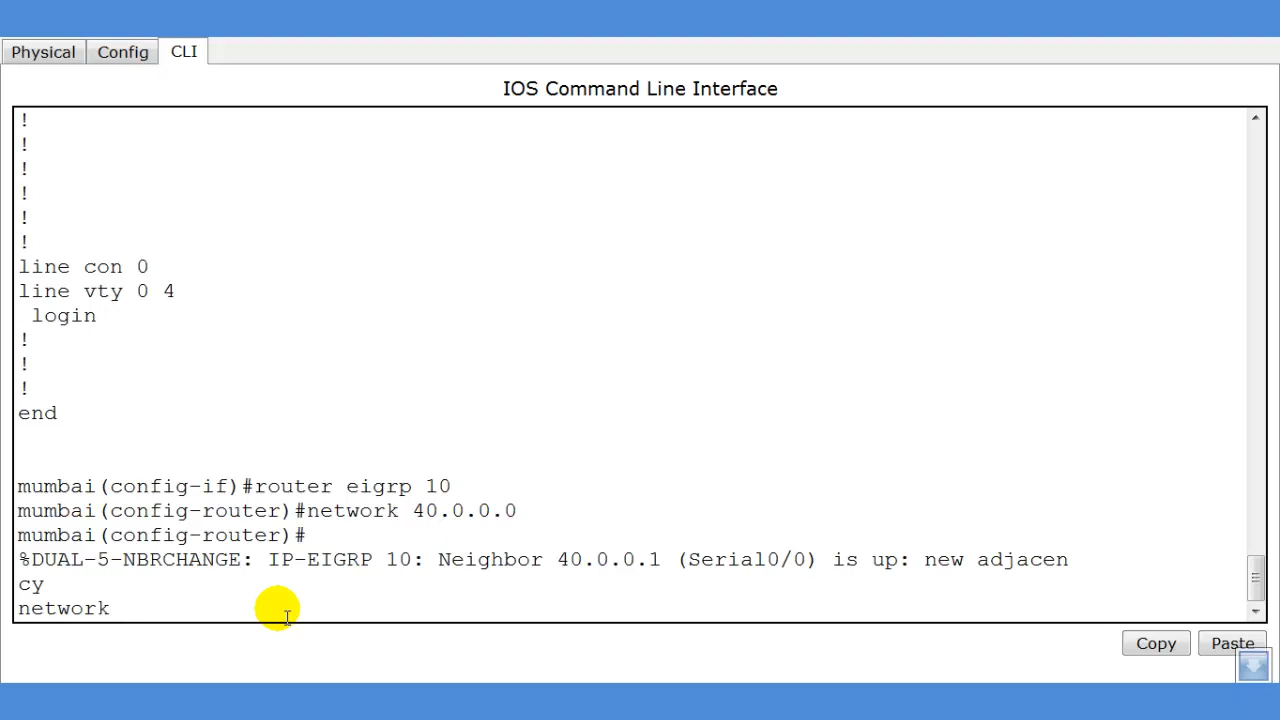 Physical Config CLI
IOS Command Line Interface
!
!
!
!
!
!
line con 0
line vty 0 4
login
!
!
!
end
mumbai(config-if)#router eigrp 10
mumbai(config-router)#network 40.0.0.0
mumbai(config-router)#
%DUAL-5-NBRCHANGE: IP-EIGRP 10: Neighbor 40.0.0.1 (Serial0/0) is up: new adjacen
cy
network
Copy Paste